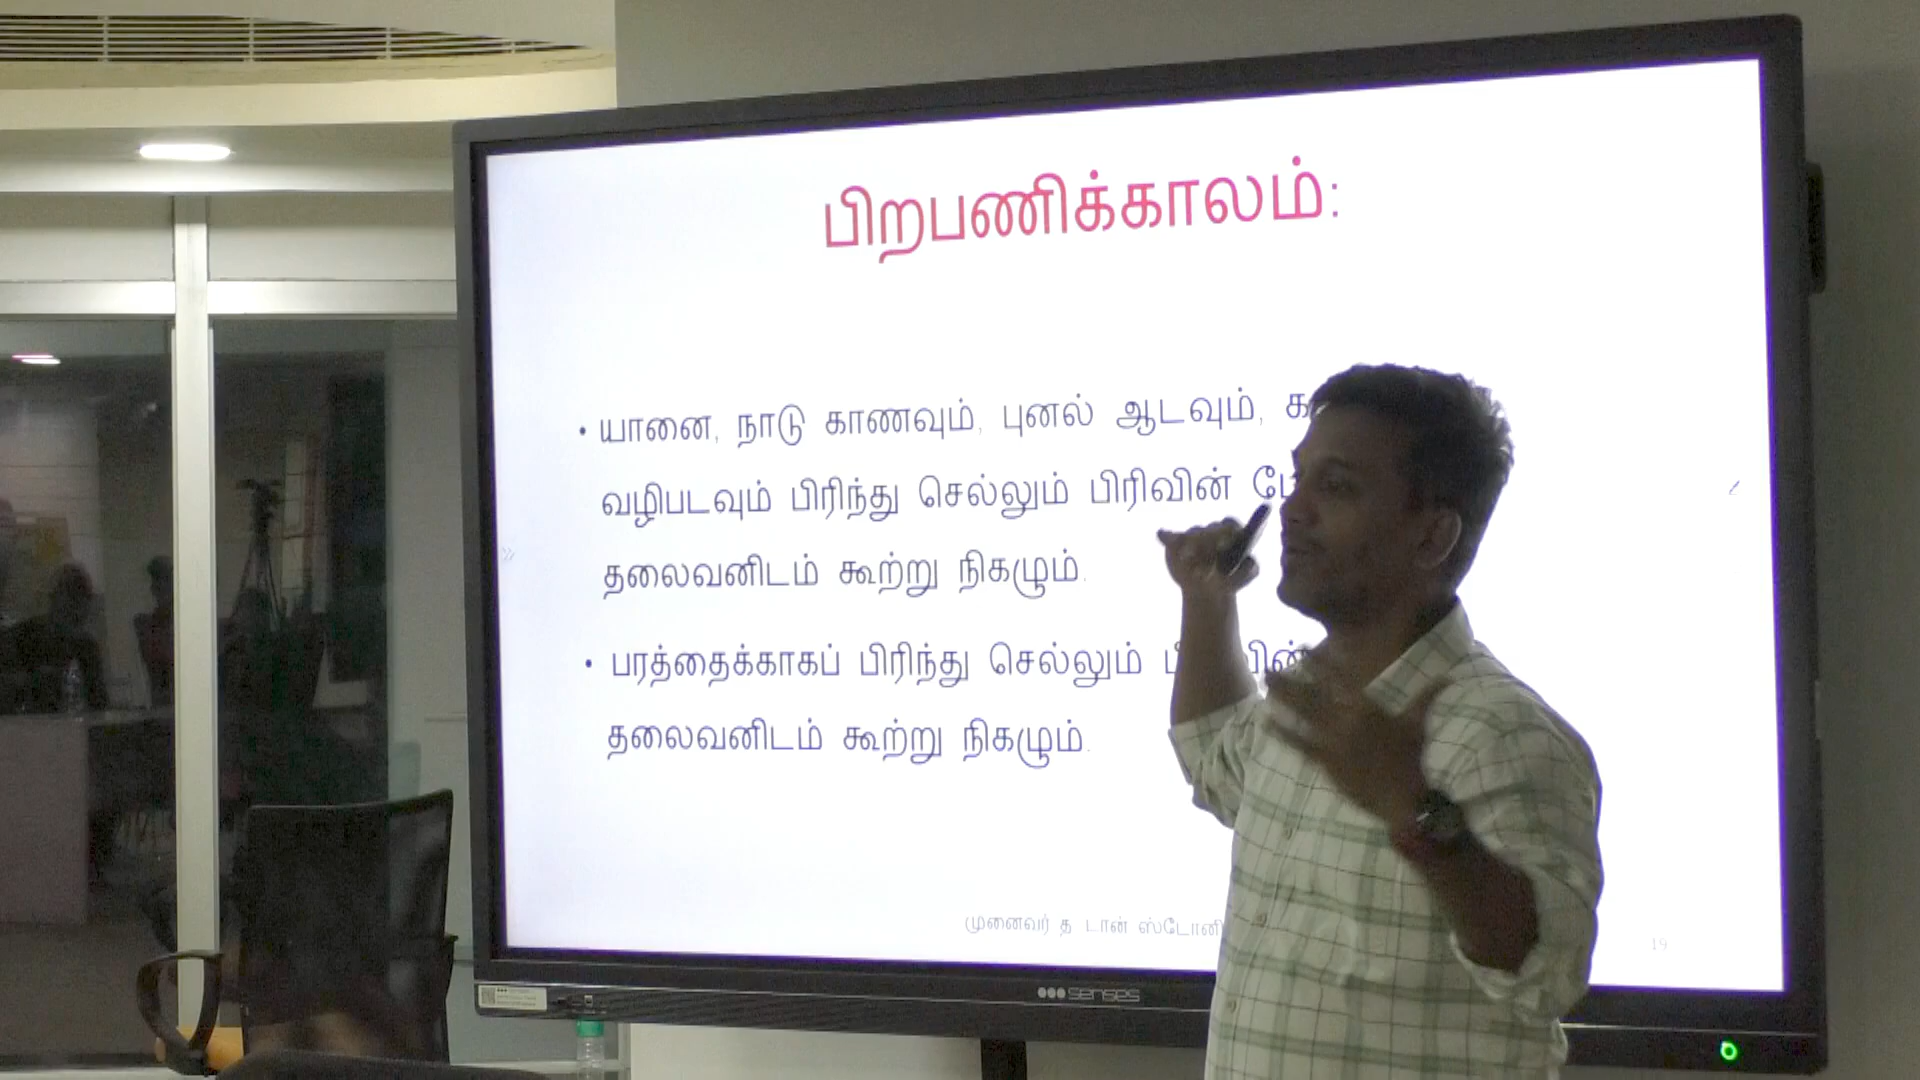 பிறபணிக்காலம்:
• யானை, நாடு காணவும், புனல் ஆடவும்,
வழிபடவும் பிரிந்து செல்லும் பிரிவின்
தலைவனிடம் கூற்று நிகழும்.
• பரத்தைக்காகப் பிரிந்து செல்லும்
தலைவனிடம் கூற்று நிகழும்.
முனைவர் த டான் ஸ்டோனி
19
senses